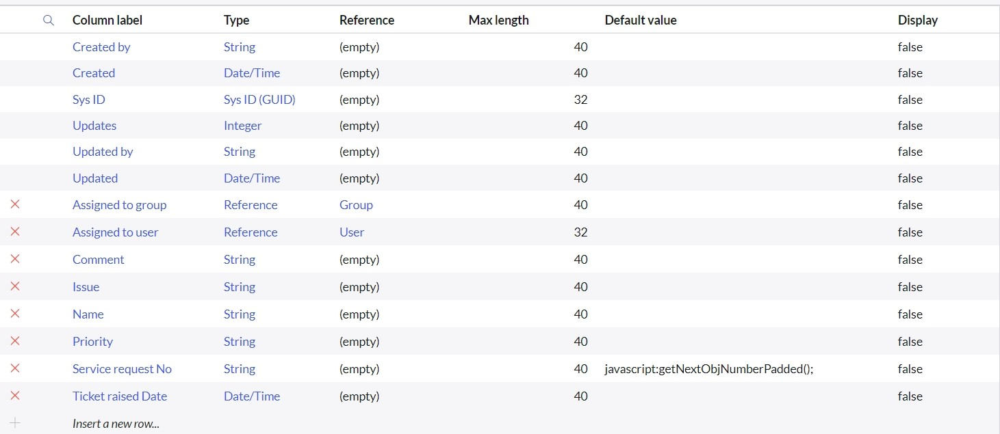 Column label Type Reference Max length Default value Display
Created by String (empty) 40 false
Created Date/Time (empty) 40 false
Sys ID Sys ID (GUID) (empty) 32 false
Updates Integer (empty) 40 false
Updated by String (empty) 40 false
Updated Date/Time (empty) 40 false
Assigned to group Reference Group 40 false
Assigned to user Reference User 32 false
Comment String (empty) 40 false
Issue String (empty) 40 false
Name String (empty) 40 false
Priority String (empty) 40 false
Service request No String (empty) 40 javascript:getNextObjNumberPadded(); false
Ticket raised Date Date/Time (empty) 40 false
Insert a new row...